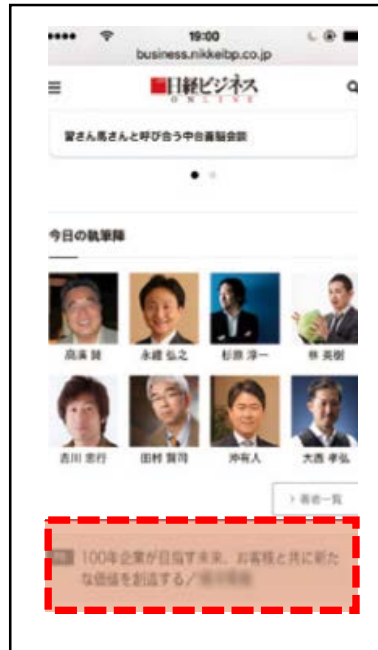 19:00
business.nikkeibp.co.jp
日経ビジネス
ONLINE
習さん馬さんと呼び合う中台首脳会談
今日の執筆陣
高濱 賛 永禮 弘之 杉原 淳一 林 英樹
吉川 忠行 田村 賢司 沖有人 大西 孝弘
> 著者一覧
PR 100年企業が目指す未来、お客様と共に新た
な価値を創造する/